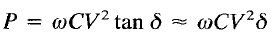 P = ωCV² tan δ ≈ ωCV²δ